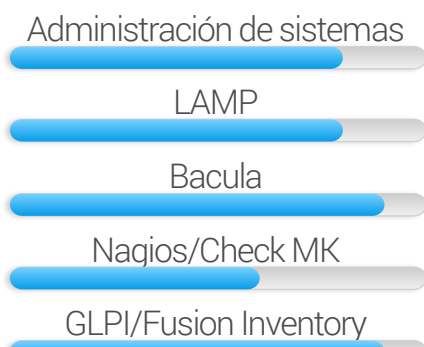 Administración de sistemas
LAMP
Bacula
Nagios/Check MK
GLPI/Fusion Inventory